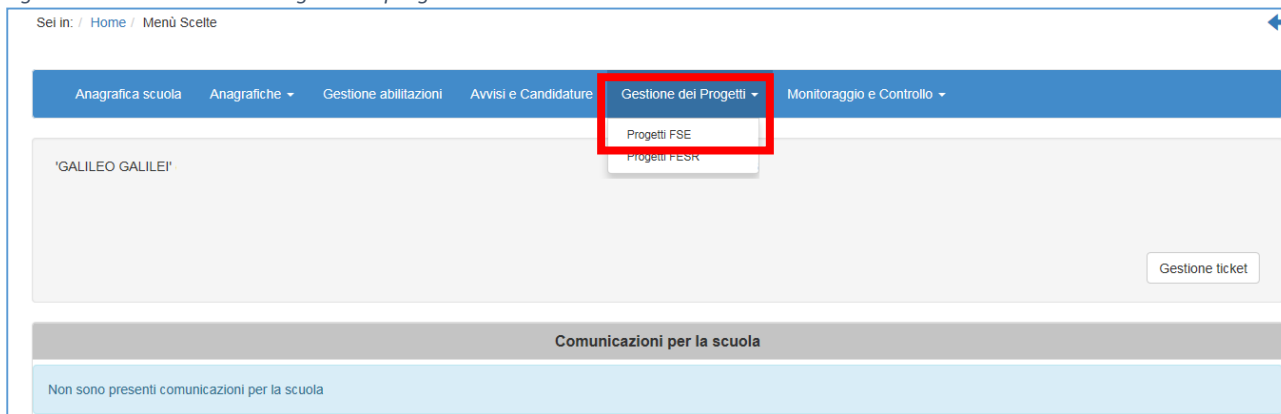 Sei in: / Home / Menù Scelte
Anagrafica scuola Anagrafiche Gestione abilitazioni Avvisi e Candidature Gestione dei Progetti Monitoraggio e Controllo
Progetti FSE
Progetti FESR
'GALILEO GALILEI'
Gestione ticket
Comunicazioni per la scuola
Non sono presenti comunicazioni per la scuola